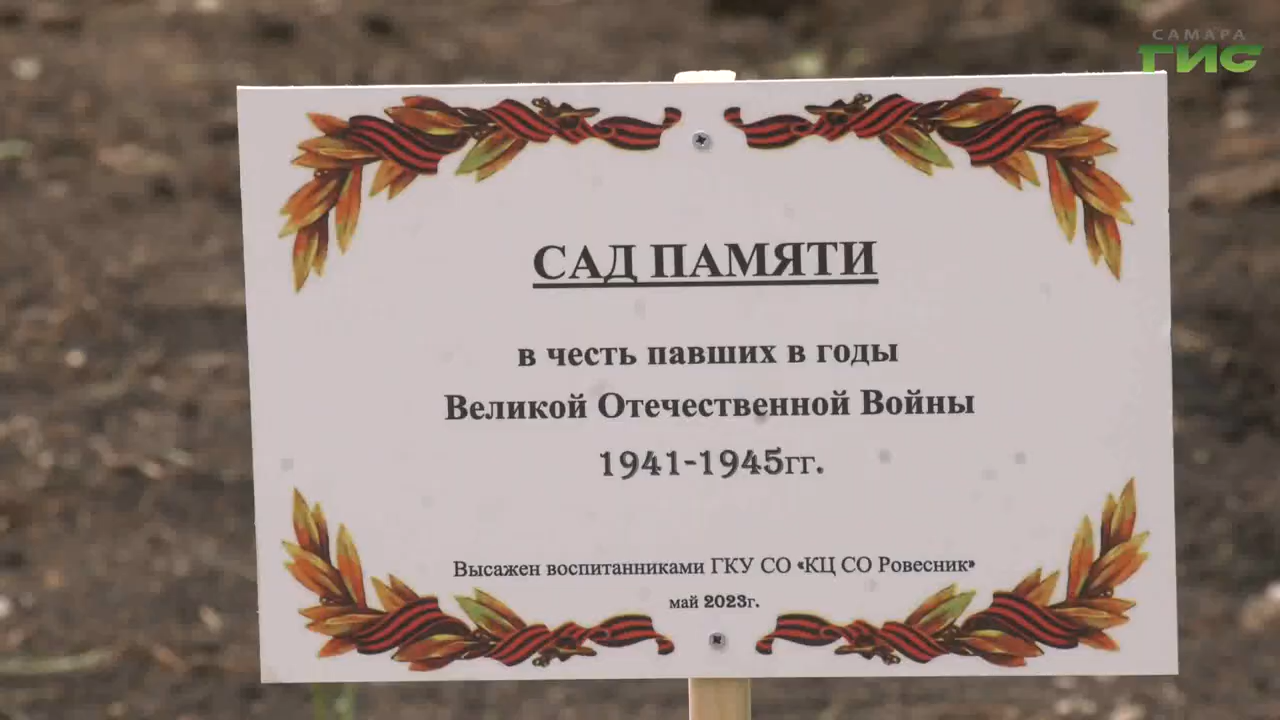 САМАРА
ГИС
САД ПАМЯТИ
в честь павших в годы
Великой Отечественной Войны
1941-1945гг.
Высажен воспитанниками ГКУ СО «КЦ СО Ровесник»
май 2023г.